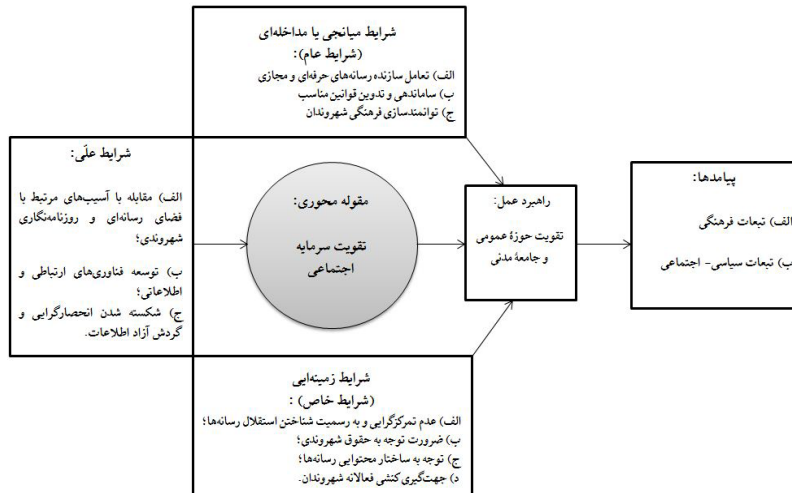 شرایط میانجی یا مداخله‌ای
(شرایط عام):
الف) تعامل سازنده رسانه‌های حرفه‌ای و مجازی
ب) ساماندهی و تدوین قوانین مناسب
ج) توانمندسازی فرهنگی شهروندان
شرایط علّی:
الف) مقابله با آسیب‌های مرتبط با
فضای رسانه‌ای و روزنامه‌نگاری
شهروندی؛
ب) توسعه فناوری‌های ارتباطی و
اطلاعاتی؛
ج) شکسته شدن انحصارگرایی و
گردش آزاد اطلاعات.
مقوله محوری:
تقویت سرمایه
اجتماعی
راهبرد عمل:
تقویت حوزهٔ عمومی
و جامعهٔ مدنی
پیامدها:
الف) تبعات فرهنگی
ب) تبعات سیاسی- اجتماعی
شرایط زمینه‌ایی
(شرایط خاص) :
الف) عدم تمرکزگرایی و به رسمیت شناختن استقلال رسانه‌ها؛
ب) ضرورت توجه به حقوق شهروندی؛
ج) توجه به ساختار محتوایی رسانه‌ها؛
د) جهت‌گیری کنشی فعالانه شهروندان.